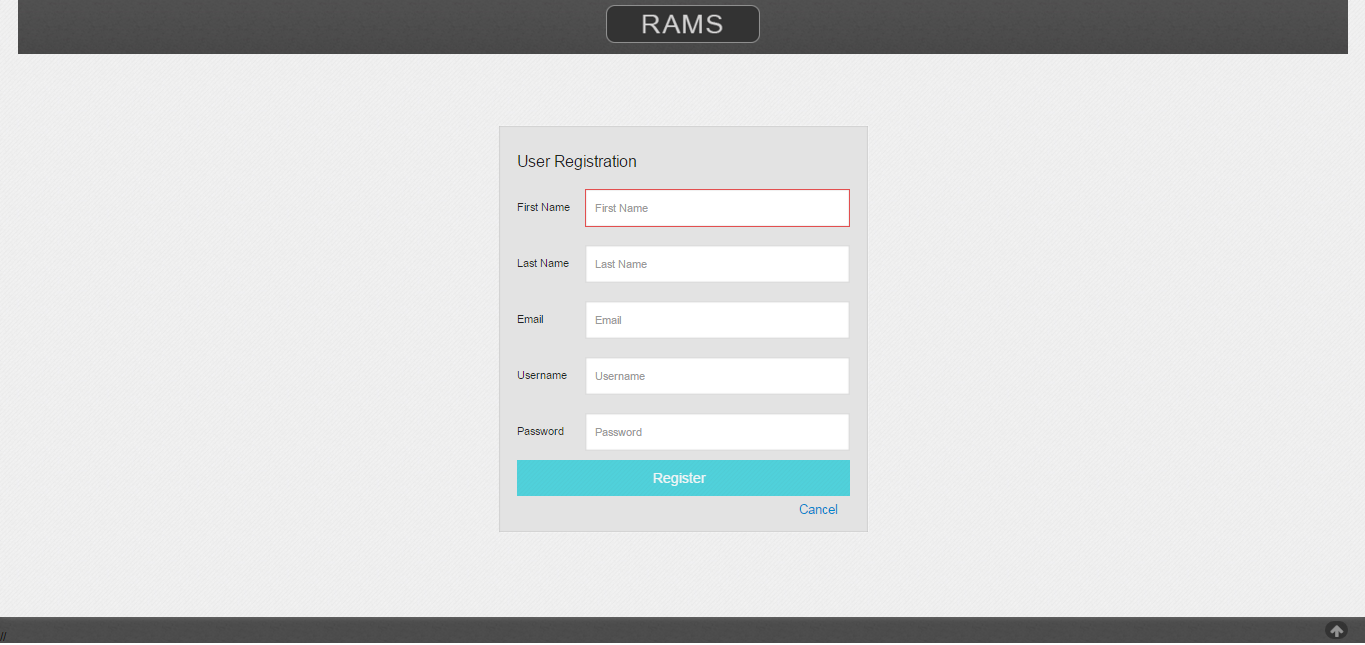 RAMS
User Registration
First Name First Name
Last Name Last Name
Email Email
Username Username
Password Password
Register
Cancel
//